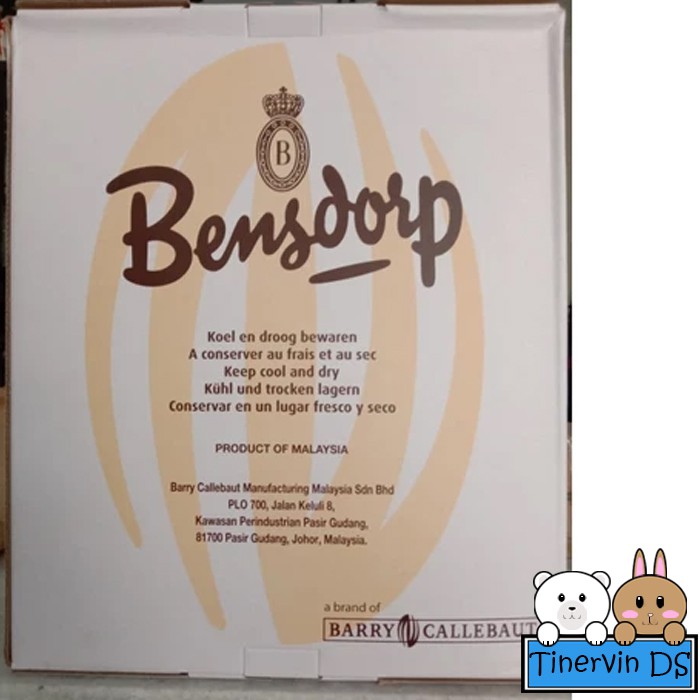 B
Bensdorp
Koel en droog bewaren
A conserver au frais et au sec
Keep cool and dry
Kühl und trocken lagern
Conservar en un lugar fresco y seco
PRODUCT OF MALAYSIA
Barry Callebaut Manufacturing Malaysia Sdn Bhd
PLO 700, Jalan Keluli 8,
Kawasan Perindustrian Pasir Gudang,
81700 Pasir Gudang, Johor, Malaysia.
a brand of
BARRY CALLEBAUT
Tinervin DS